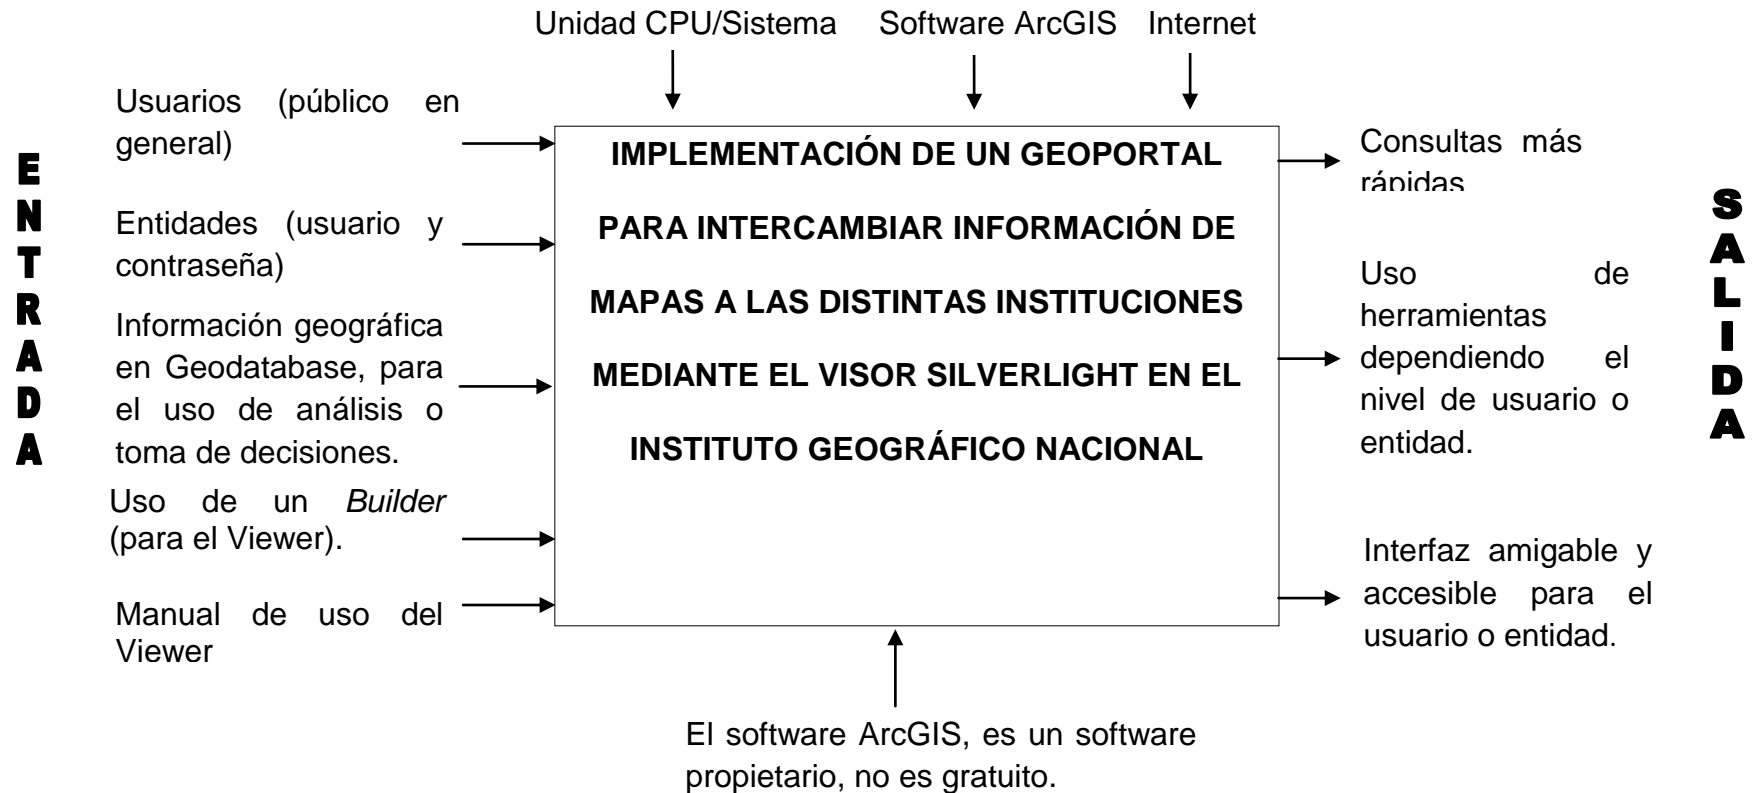 Unidad CPU/Sistema Software ArcGIS Internet
ENTRADA
Usuarios (público en
general)
Entidades (usuario y
contraseña)
Información geográfica
en Geodatabase, para
el uso de análisis o
toma de decisiones.
Uso de un Builder
(para el Viewer).
Manual de uso del
Viewer
IMPLEMENTACIÓN DE UN GEOPORTAL
PARA INTERCAMBIAR INFORMACIÓN DE
MAPAS A LAS DISTINTAS INSTITUCIONES
MEDIANTE EL VISOR SILVERLIGHT EN EL
INSTITUTO GEOGRÁFICO NACIONAL
Consultas más
rápidas
Uso de
herramientas
dependiendo el
nivel de usuario o
entidad.
Interfaz amigable y
accesible para el
usuario o entidad.
SALIDA
El software ArcGIS, es un software
propietario, no es gratuito.